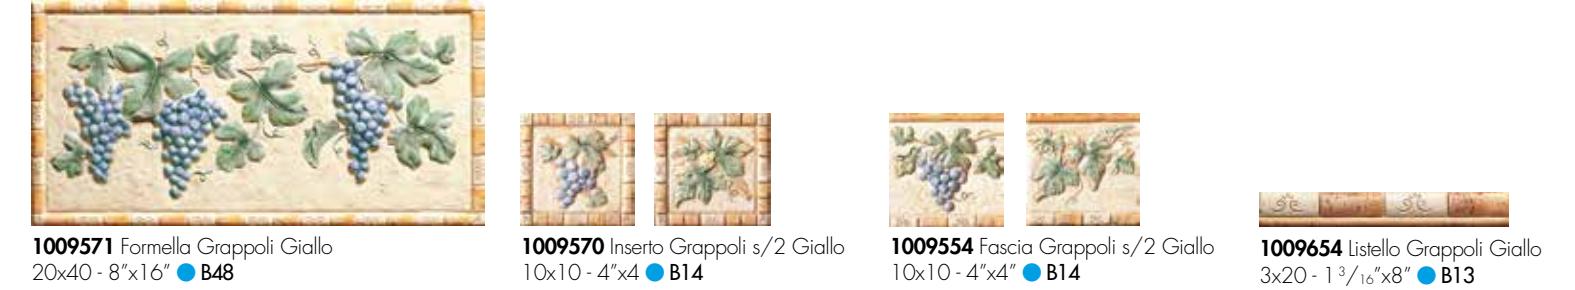 1009571 Formella Grappoli Giallo
20x40 - 8”x16” B48
1009570 Inserto Grappoli s/2 Giallo
10x10 - 4”x4 B14
1009554 Fascia Grappoli s/2 Giallo
10x10 - 4”x4” B14
1009654 Listello Grappoli Giallo
3x20 - 1 3/16”x8” B13